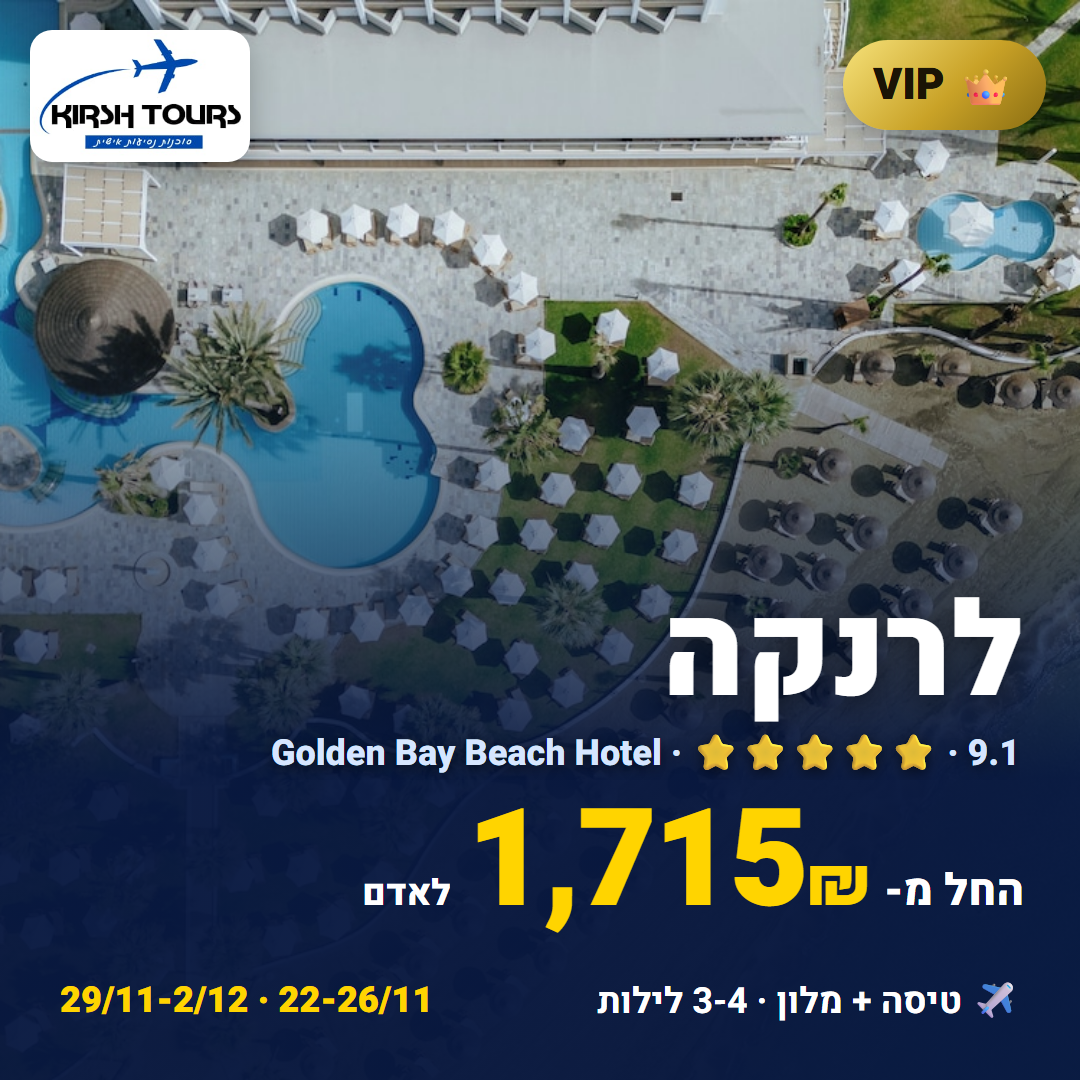 KIRSH TOURS
סוכנות נסיעות אישית
VIP
לרנקה
Golden Bay Beach Hotel · ⭐⭐⭐⭐⭐ · 9.1
החל מ- ₪1,715 לאדם
טיסה + מלון · 3-4 לילות
29/11-2/12 · 22-26/11